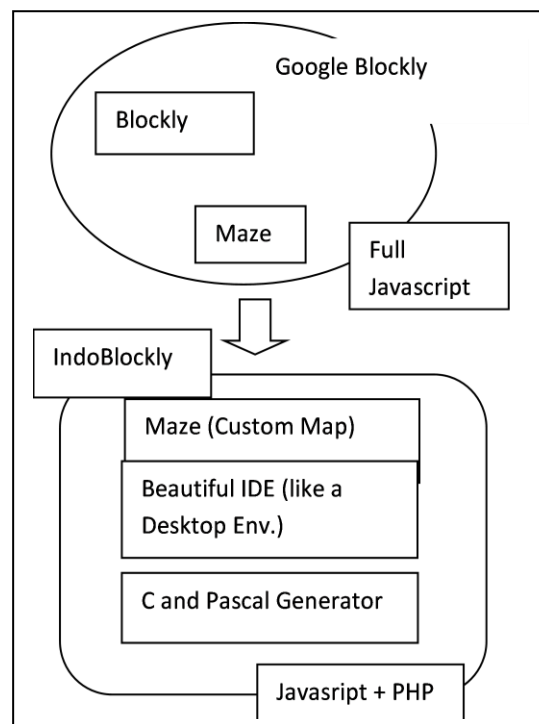 Google Blockly
Blockly
Maze
Full
Javascript
IndoBlockly
Maze (Custom Map)
Beautiful IDE (like a
Desktop Env.)
C and Pascal Generator
Javasript + PHP